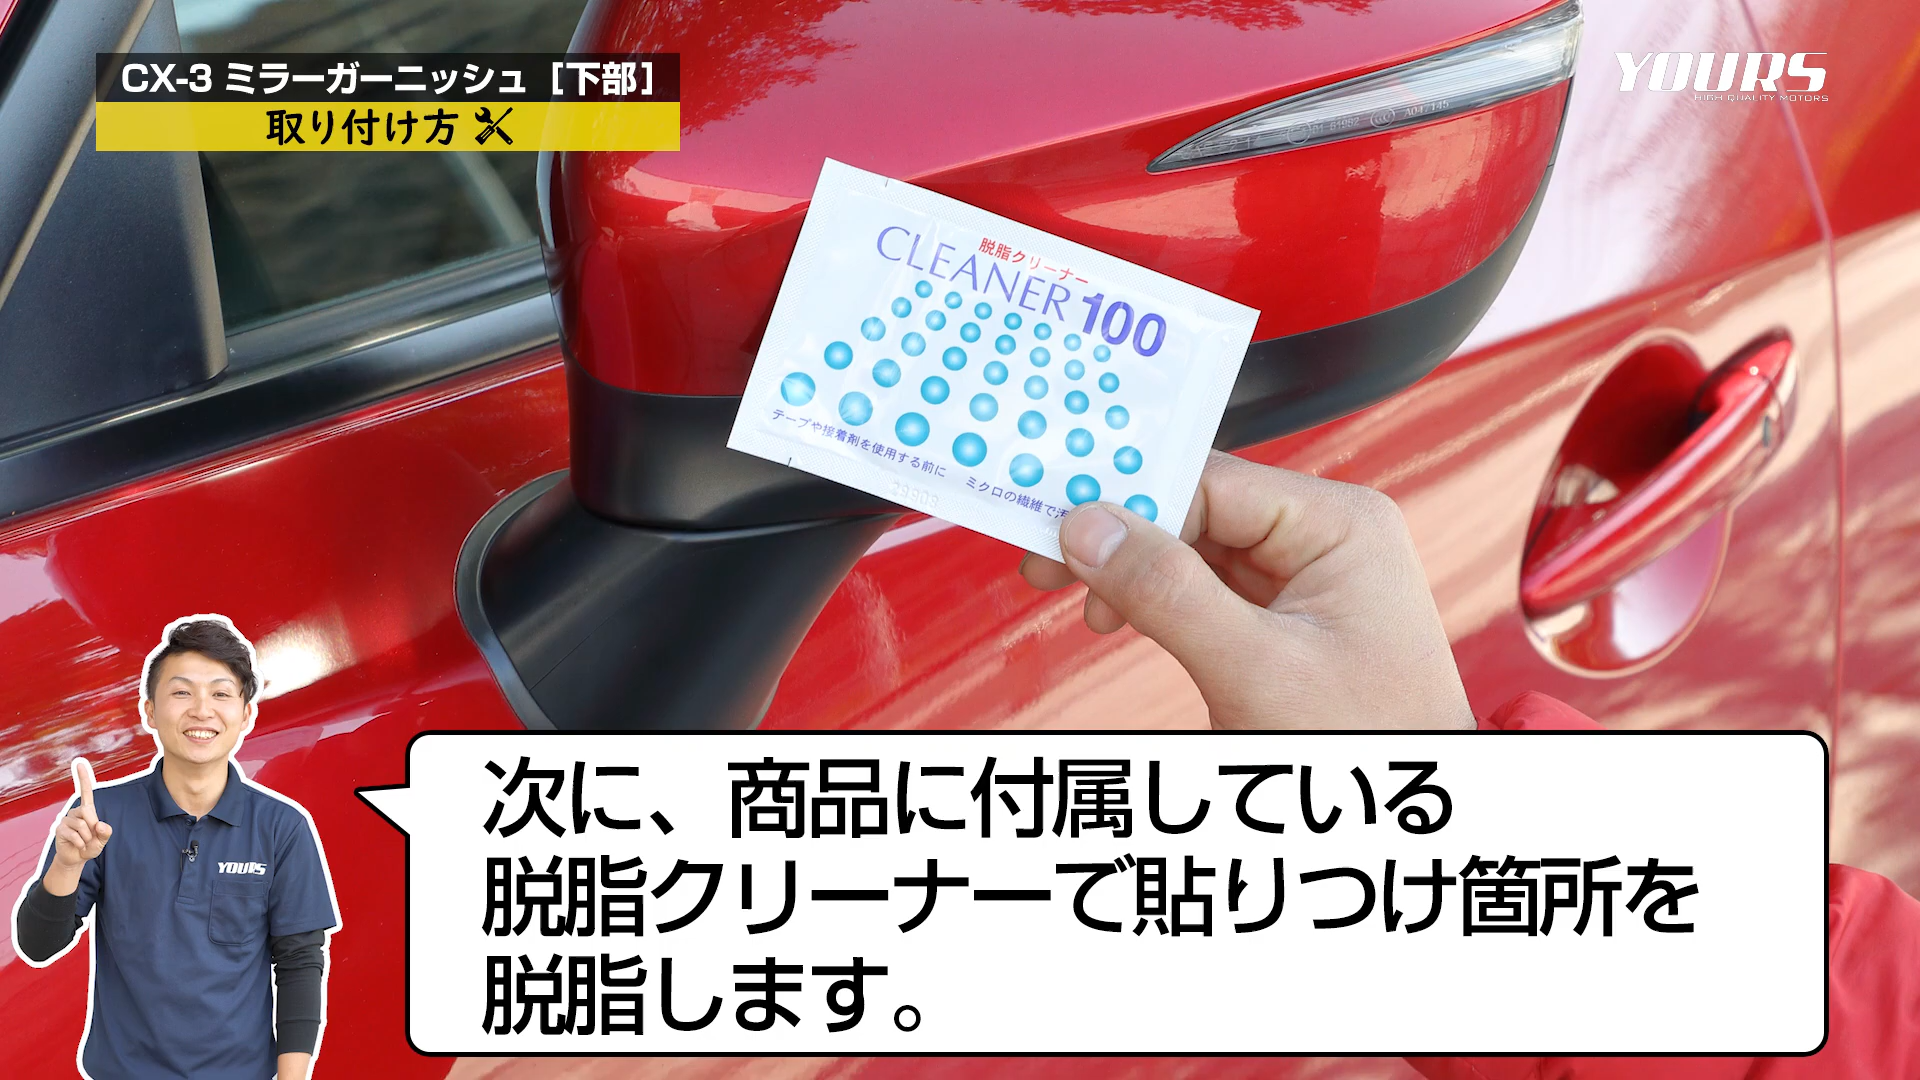 CX-3 ミラーガーニッシュ［下部］
取り付け方
YOURS
HIGH QUALITY MOTORS
A047145
脱脂クリーナー
CLEANER 100
テープや接着剤を使用する前に ミクロの繊維で汚
YOURS
次に、商品に付属している
脱脂クリーナーで貼りつけ箇所を
脱脂します。